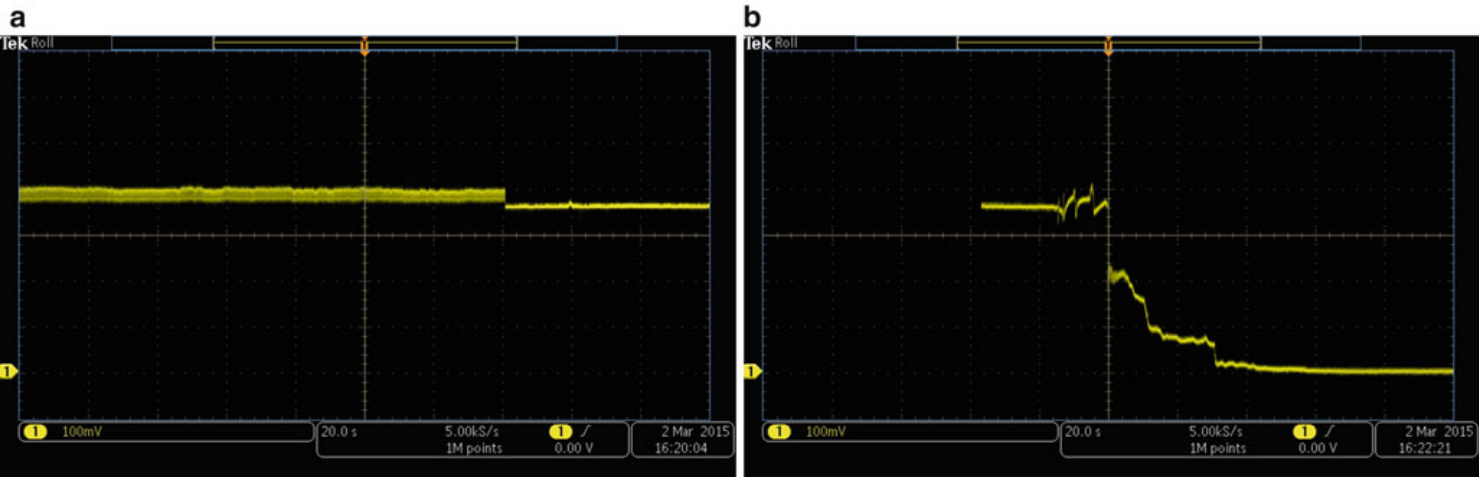 a
Tek Roll
1
1 100mV
20.0 s 5.00kS/s 1 ∫ 2 Mar 2015
1M points 0.00 V 16:20:04
b
Tek Roll
1
1 100mV
20.0 s 5.00kS/s 1 ∫ 2 Mar 2015
1M points 0.00 V 16:22:21